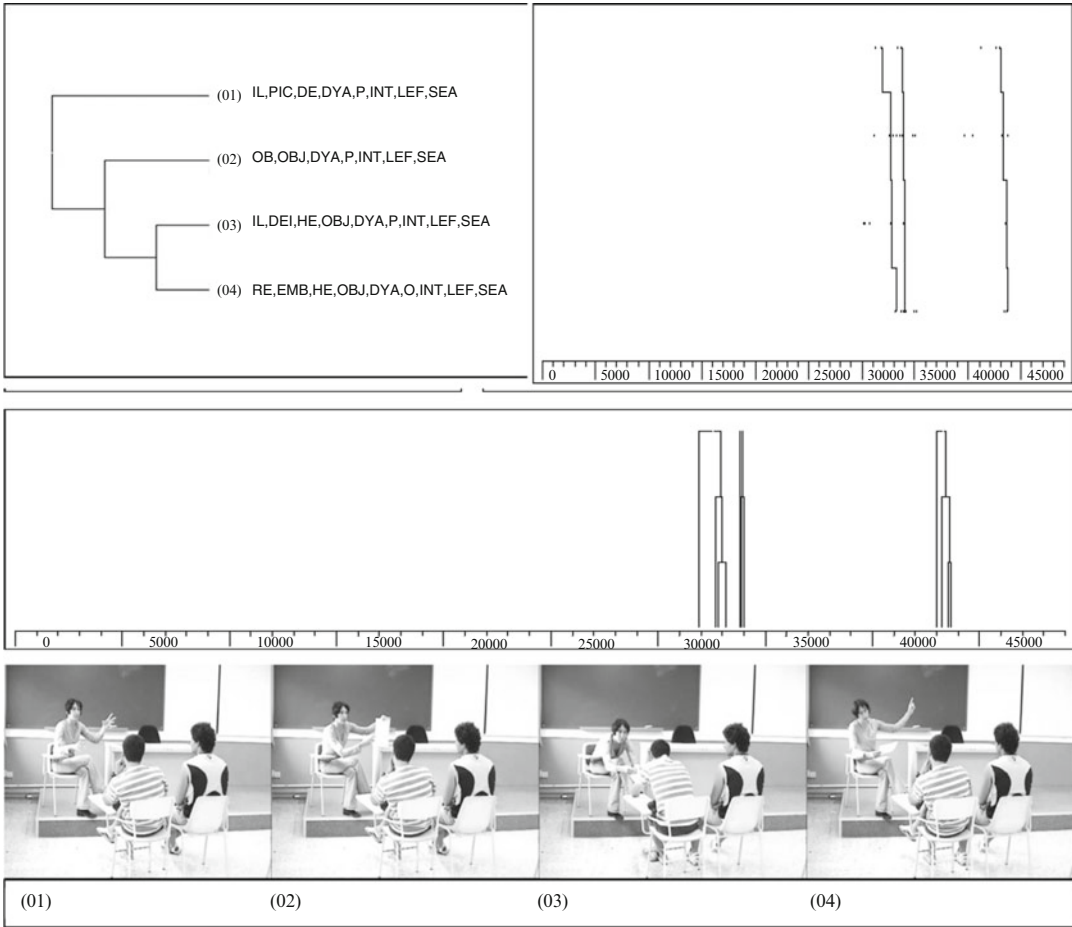 (01) IL,PIC,DE,DYA,P,INT,LEF,SEA
(02) OB,OBJ,DYA,P,INT,LEF,SEA
(03) IL,DEI,HE,OBJ,DYA,P,INT,LEF,SEA
(04) RE,EMB,HE,OBJ,DYA,O,INT,LEF,SEA
0 5000 10000 15000 20000 25000 30000 35000 40000 45000
0 5000 10000 15000 20000 25000 30000 35000 40000 45000
(01) (02) (03) (04)